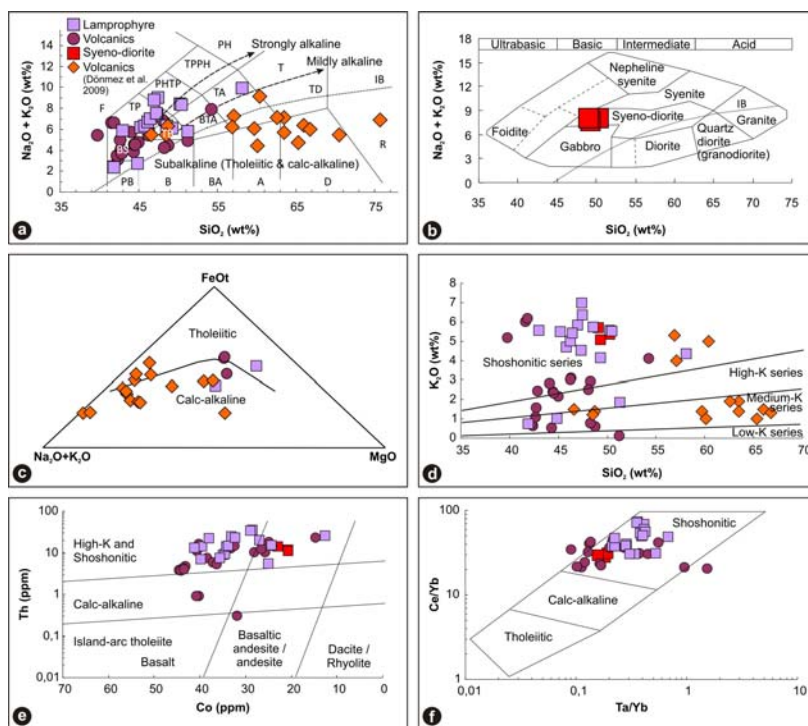 Lamprophyre
Volcanics
Syeno-diorite
Volcanics
(Dönmez et al.
2009)
Na₂O + K₂O (wt%)
14
12
10
8
6
4
2
0
PH
Strongly alkaline
TPPH
PHTP
T
Mildly alkaline
TP
TA
TD
IB
F
BTA
BS
R
Subalkaline (Tholeiitic & calc-alkaline)
PB
B
BA
A
D
35
45
55
65
75
SiO₂ (wt%)
a
Na₂O + K₂O (wt%)
18
15
12
9
6
3
0
Ultrabasic
Basic
Intermediate
Acid
Nepheline
syenite
Syenite
IB
Foidite
Syeno-diorite
Granite
Gabbro
Diorite
Quartz
diorite
(granodiorite)
35
40
45
50
55
60
65
70
75
SiO₂ (wt%)
b
FeOt
Tholeiitic
Calc-alkaline
Na₂O+K₂O
MgO
c
K₂O (wt%)
8
7
6
5
4
3
2
1
0
Shoshonitic series
High-K series
Medium-K
series
Low-K series
35
40
45
50
55
60
65
70
SiO₂ (wt%)
d
Th (ppm)
100
10
1
0,1
0,01
High-K and
Shoshonitic
Calc-alkaline
Island-arc tholeiite
Basalt
Basaltic
andesite /
andesite
Dacite /
Rhyolite
70
60
50
40
30
20
10
0
Co (ppm)
e
Ce/Yb
100
10
1
Shoshonitic
Calc-alkaline
Tholeiitic
0,01
0,1
1
10
Ta/Yb
f